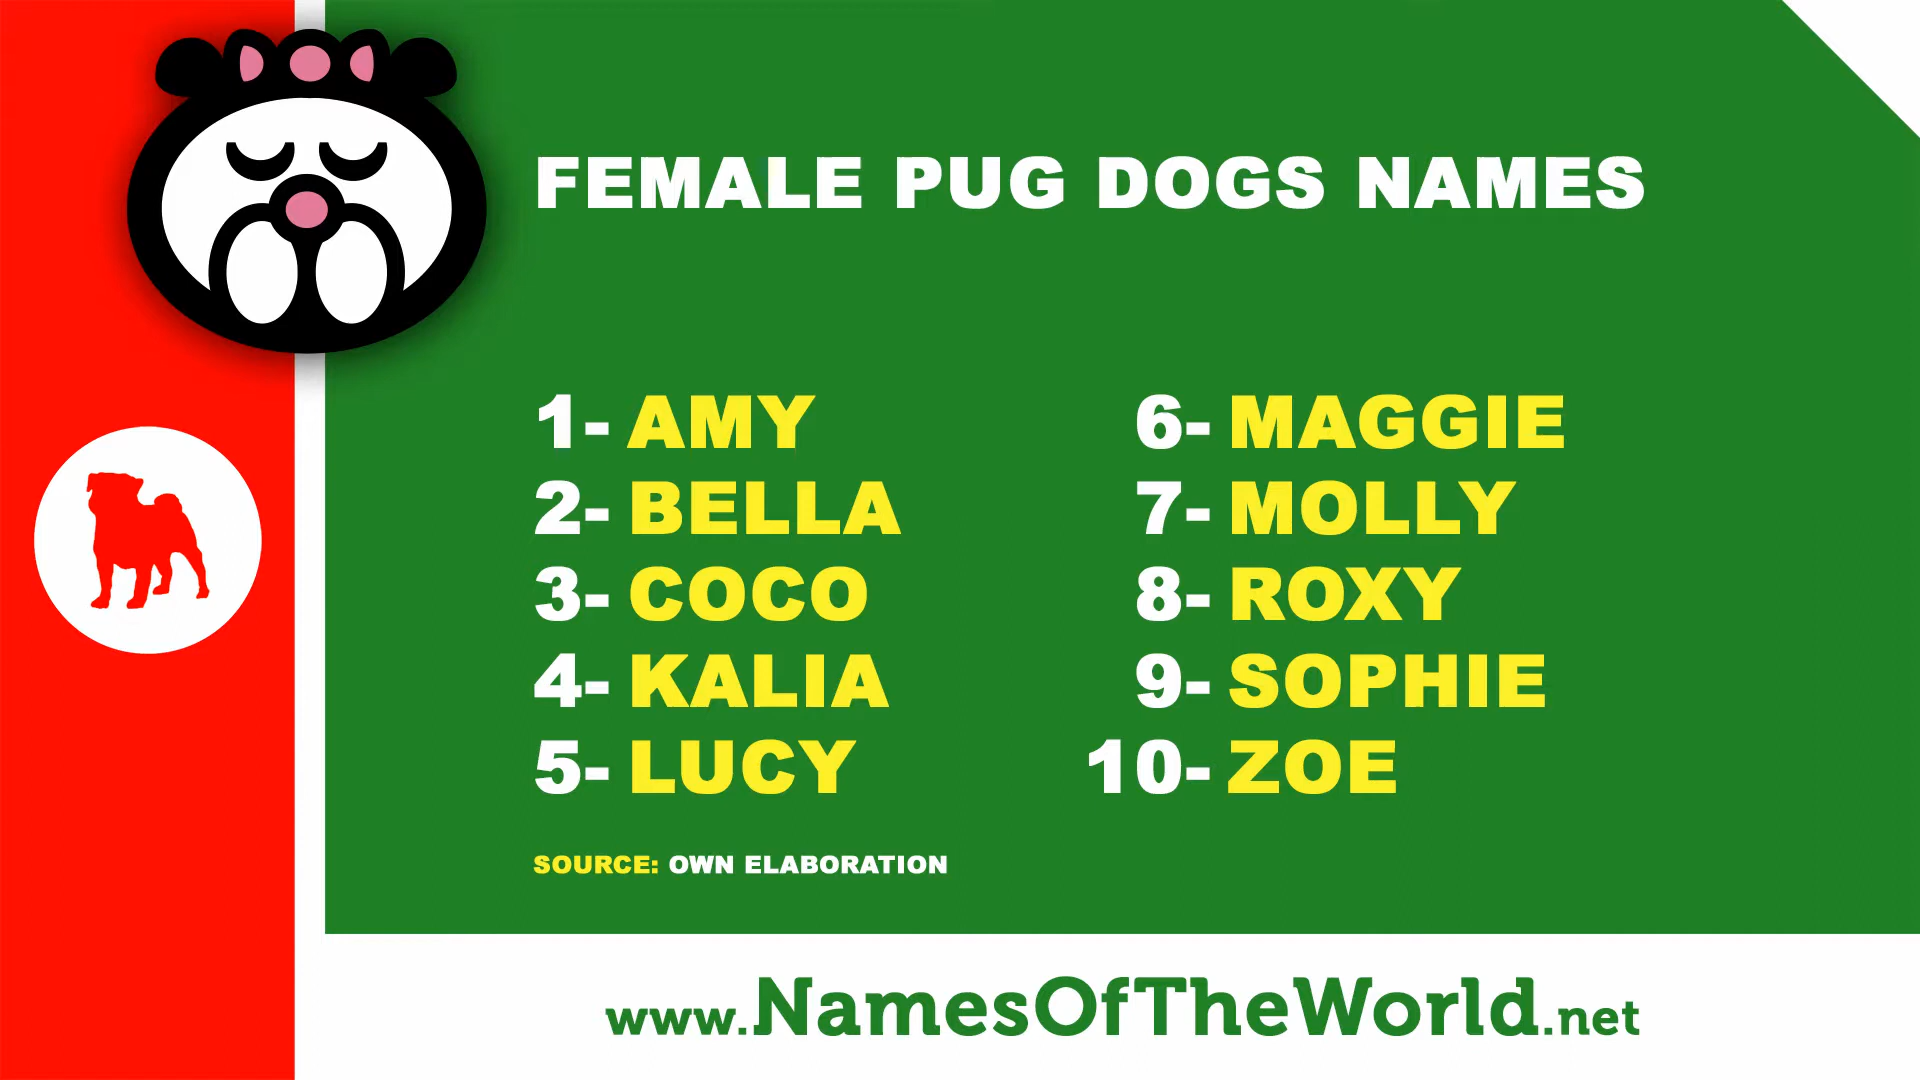 FEMALE PUG DOGS NAMES
1- AMY
2- BELLA
3- COCO
4- KALIA
5- LUCY
6- MAGGIE
7- MOLLY
8- ROXY
9- SOPHIE
10- ZOE
SOURCE: OWN ELABORATION
www.NamesOfTheWorld.net